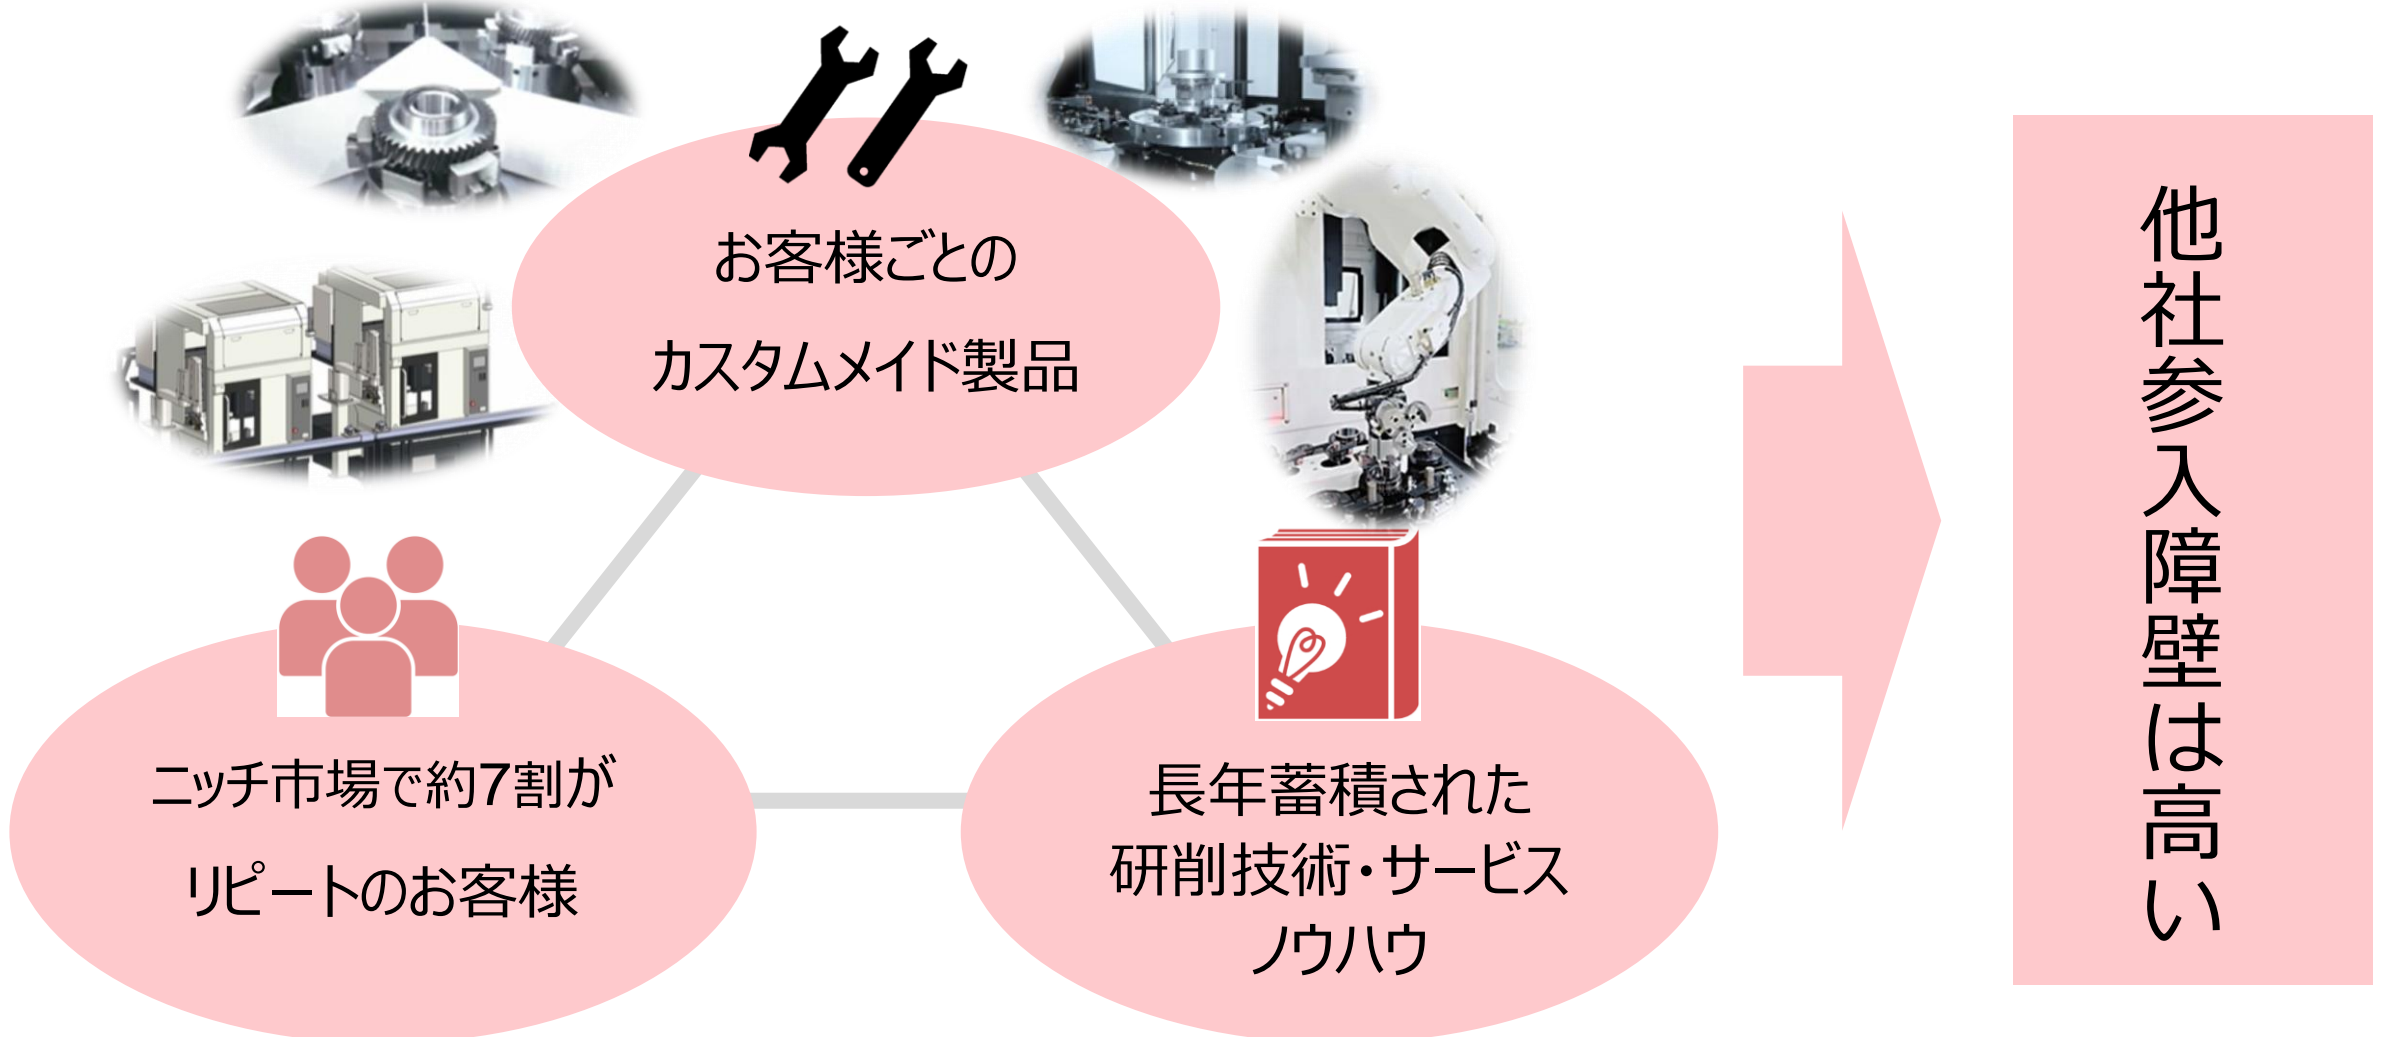 お客様ごとの
カスタムメイド製品
ニッチ市場で約7割が
リピートのお客様
長年蓄積された
研削技術・サービス
ノウハウ
他社参入障壁は高い